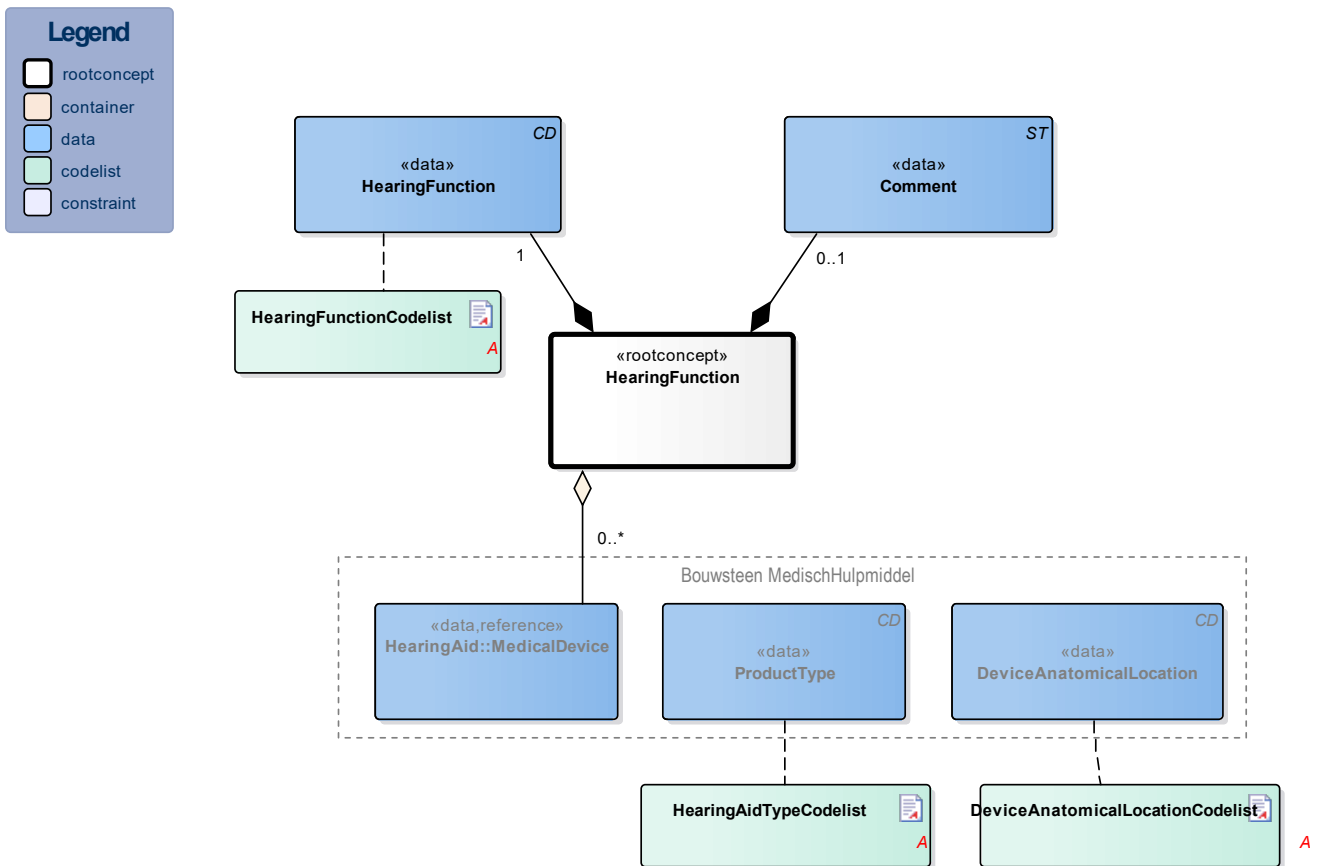 Legend
rootconcept
container
data
codelist
constraint
CD
«data»
HearingFunction
ST
«data»
Comment
1
0..1
HearingFunctionCodelist
A
«rootconcept»
HearingFunction
0..*
Bouwsteen MedischHulpmiddel
«data,reference»
HearingAid::MedicalDevice
CD
«data»
ProductType
CD
«data»
DeviceAnatomicalLocation
HearingAidTypeCodelist
A
DeviceAnatomicalLocationCodelist
A